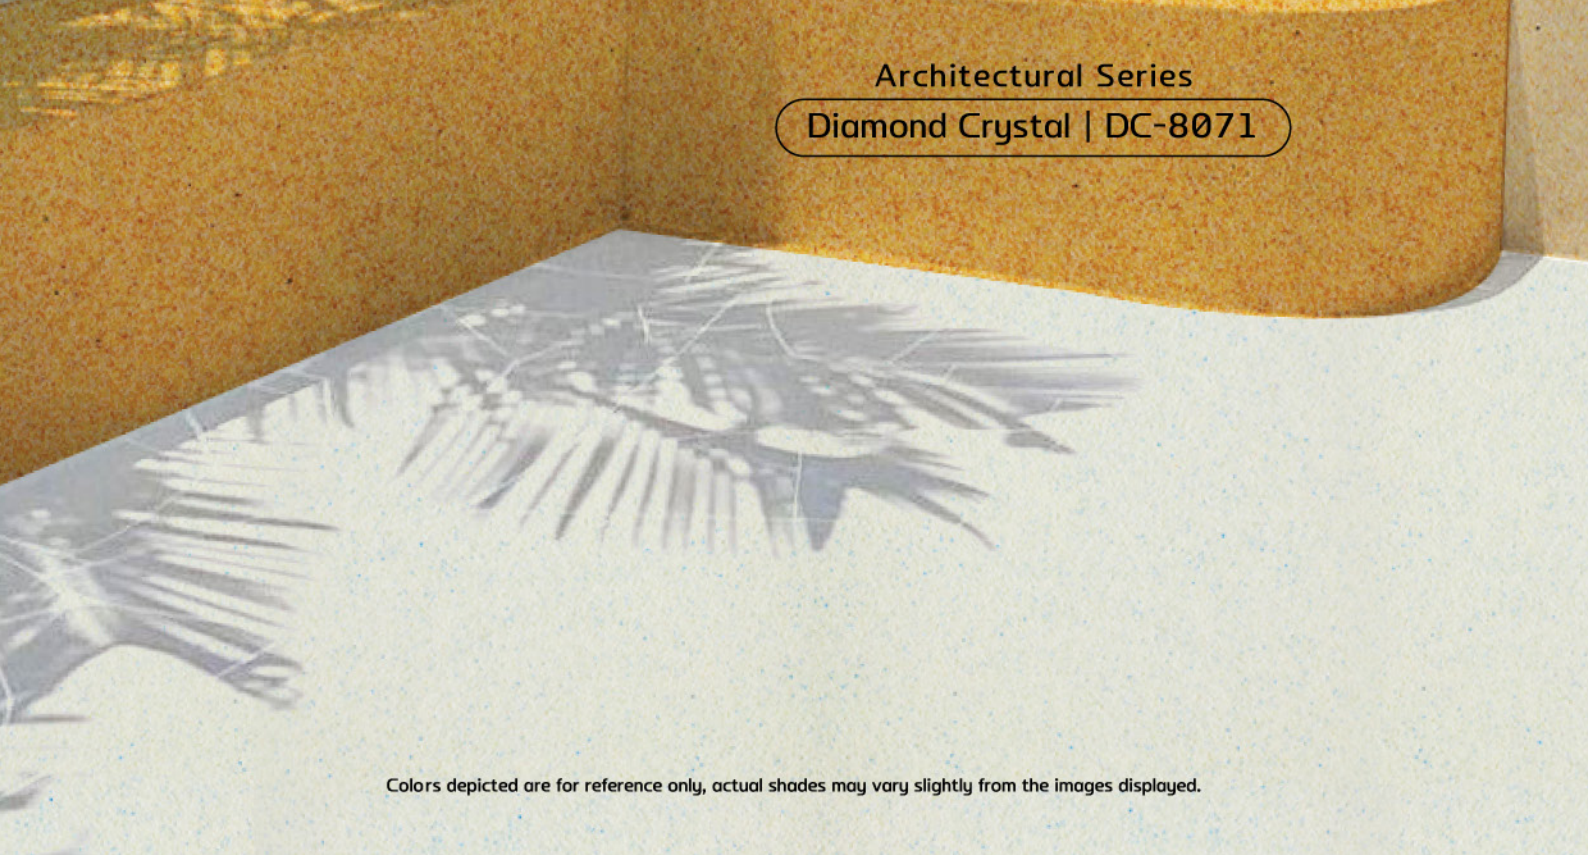 Architectural Series
Diamond Crystal | DC-8071
Colors depicted are for reference only, actual shades may vary slightly from the images displayed.